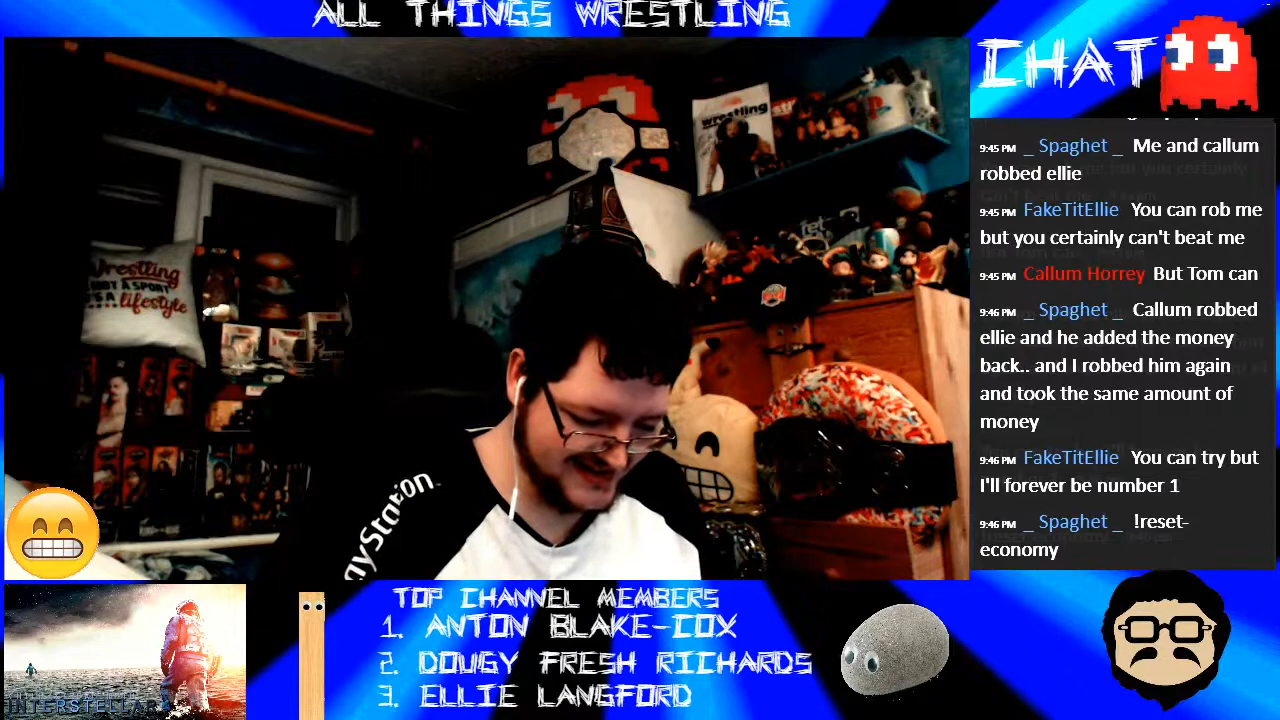 ALL THINGS WRESTLING
CHAT
9:45 PM _ Spaghet _ Me and callum
robbed ellie
9:45 PM FakeTitEllie You can rob me
but you certainly can't beat me
9:45 PM Callum Horrey But Tom can
9:46 PM _ Spaghet _ Callum robbed
ellie and he added the money
back.. and I robbed him again
and took the same amount of
money
9:46 PM FakeTitEllie You can try but
I'll forever be number 1
9:46 PM _ Spaghet _ !reset-
economy
wrestling
Wrestling
NOT A SPORT
IT'S A lifestyle
PlayStation
INTERSTELLAR
TOP CHANNEL MEMBERS
1. ANTON BLAKE-COX
2. DOUGY FRESH RICHARDS
3. ELLIE LANGFORD